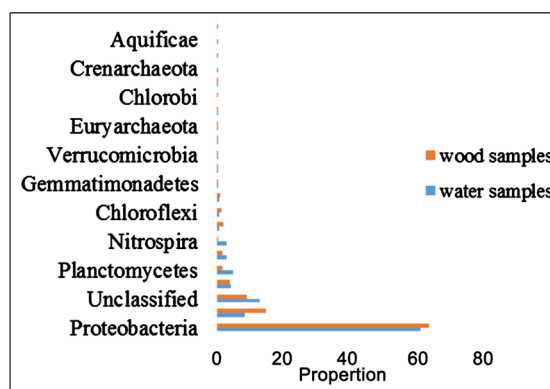 Aquificae
Crenarchaeota
Chlorobi
Euryarchaeota
Verrucomicrobia
Gemmatimonadetes
Chloroflexi
Nitrospira
Planctomycetes
Unclassified
Proteobacteria
wood samples
water samples
0 20 40 60 80
Propertion